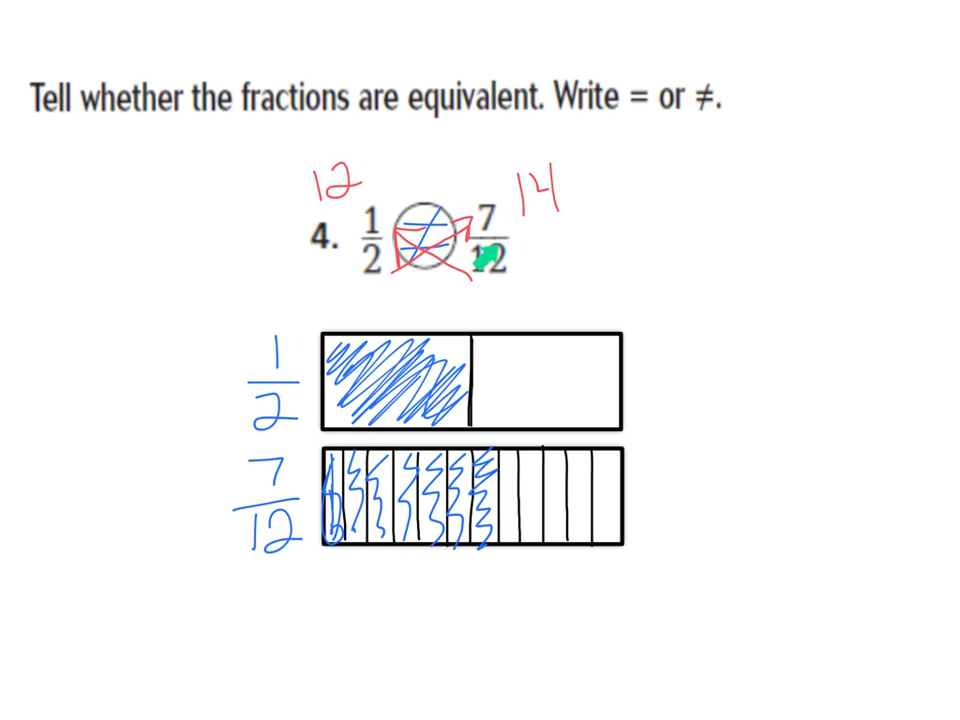 Tell whether the fractions are equivalent. Write = or ≠.
12 14
4. 1/2 ≠ 7/12
1/2
7/12